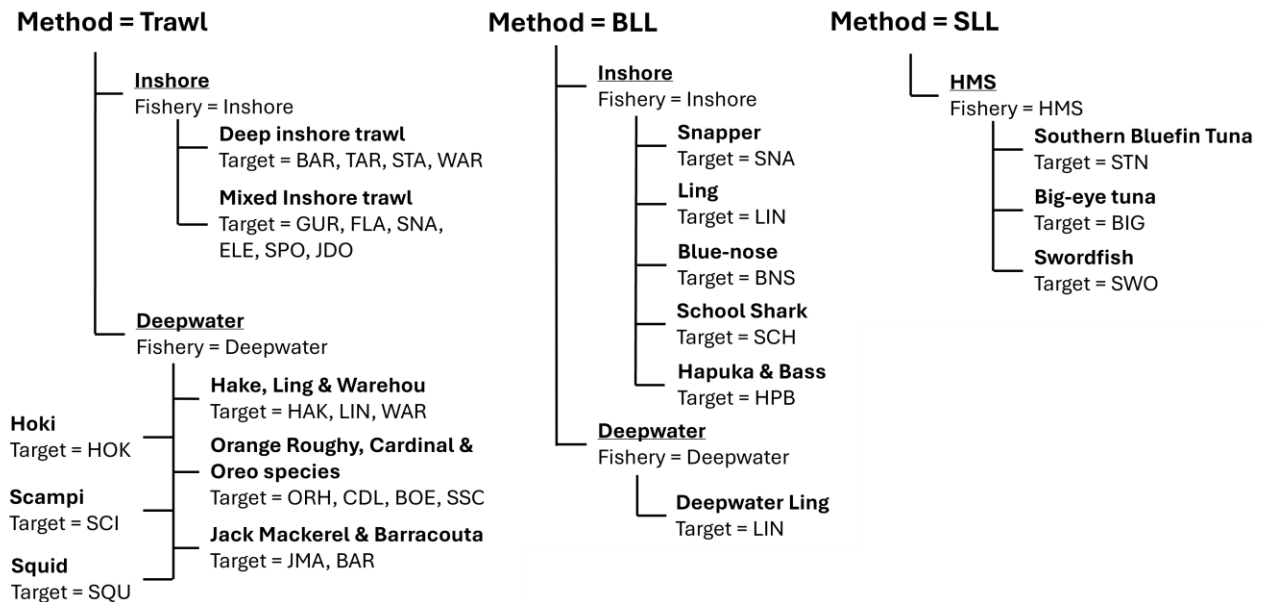 Method = Trawl
Inshore
Fishery = Inshore
Deep inshore trawl
Target = BAR, TAR, STA, WAR
Mixed Inshore trawl
Target = GUR, FLA, SNA,
ELE, SPO, JDO
Deepwater
Fishery = Deepwater
Hake, Ling & Warehou
Target = HAK, LIN, WAR
Hoki
Target = HOK
Orange Roughy, Cardinal &
Oreo species
Target = ORH, CDL, BOE, SSO
Scampi
Target = SCI
Jack Mackerel & Barracouta
Target = JMA, BAR
Squid
Target = SQU
Method = BLL
Inshore
Fishery = Inshore
Snapper
Target = SNA
Ling
Target = LIN
Blue-nose
Target = BNS
School Shark
Target = SCH
Hapuka & Bass
Target = HPB
Deepwater
Fishery = Deepwater
Deepwater Ling
Target = LIN
Method = SLL
HMS
Fishery = HMS
Southern Bluefin Tuna
Target = STN
Big-eye tuna
Target = BIG
Swordfish
Target = SWO